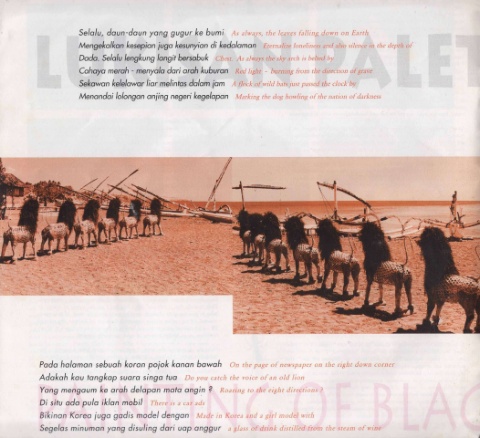 LU PALET
Selalu, daun-daun yang gugur ke bumi As always, the leaves falling down on Earth
Mengekalkan kesepian juga kesunyian di kedalaman Eternalize loneliness and also silence in the depth of
Dada. Selalu lengkung langit bersabuk Chest. As always the sky arch is belted by
Cahaya merah - menyala dari arah kuburan Red light - burning from the direction of grave
Sekawan kelelawar liar melintas dalam jam A flock of wild bats just passed the clock by
Menandai lolongan anjing negeri kegelapan Marking the dog howling of the nation of darkness
Pada halaman sebuah koran pojok kanan bawah On the page of newspaper on the right down corner
Adakah kau tangkap suara singa tua Do you catch the voice of an old lion
Yang mengaum ke arah delapan mata angin ? Roaring to the eight directions?
Di situ ada pula iklan mobil There is a car ads
Bikinan Korea juga gadis model dengan Made in Korea and a girl model with
OF BLAC
Segelas minuman yang disuling dari uap anggur a glass of drink distilled from the steam of wine